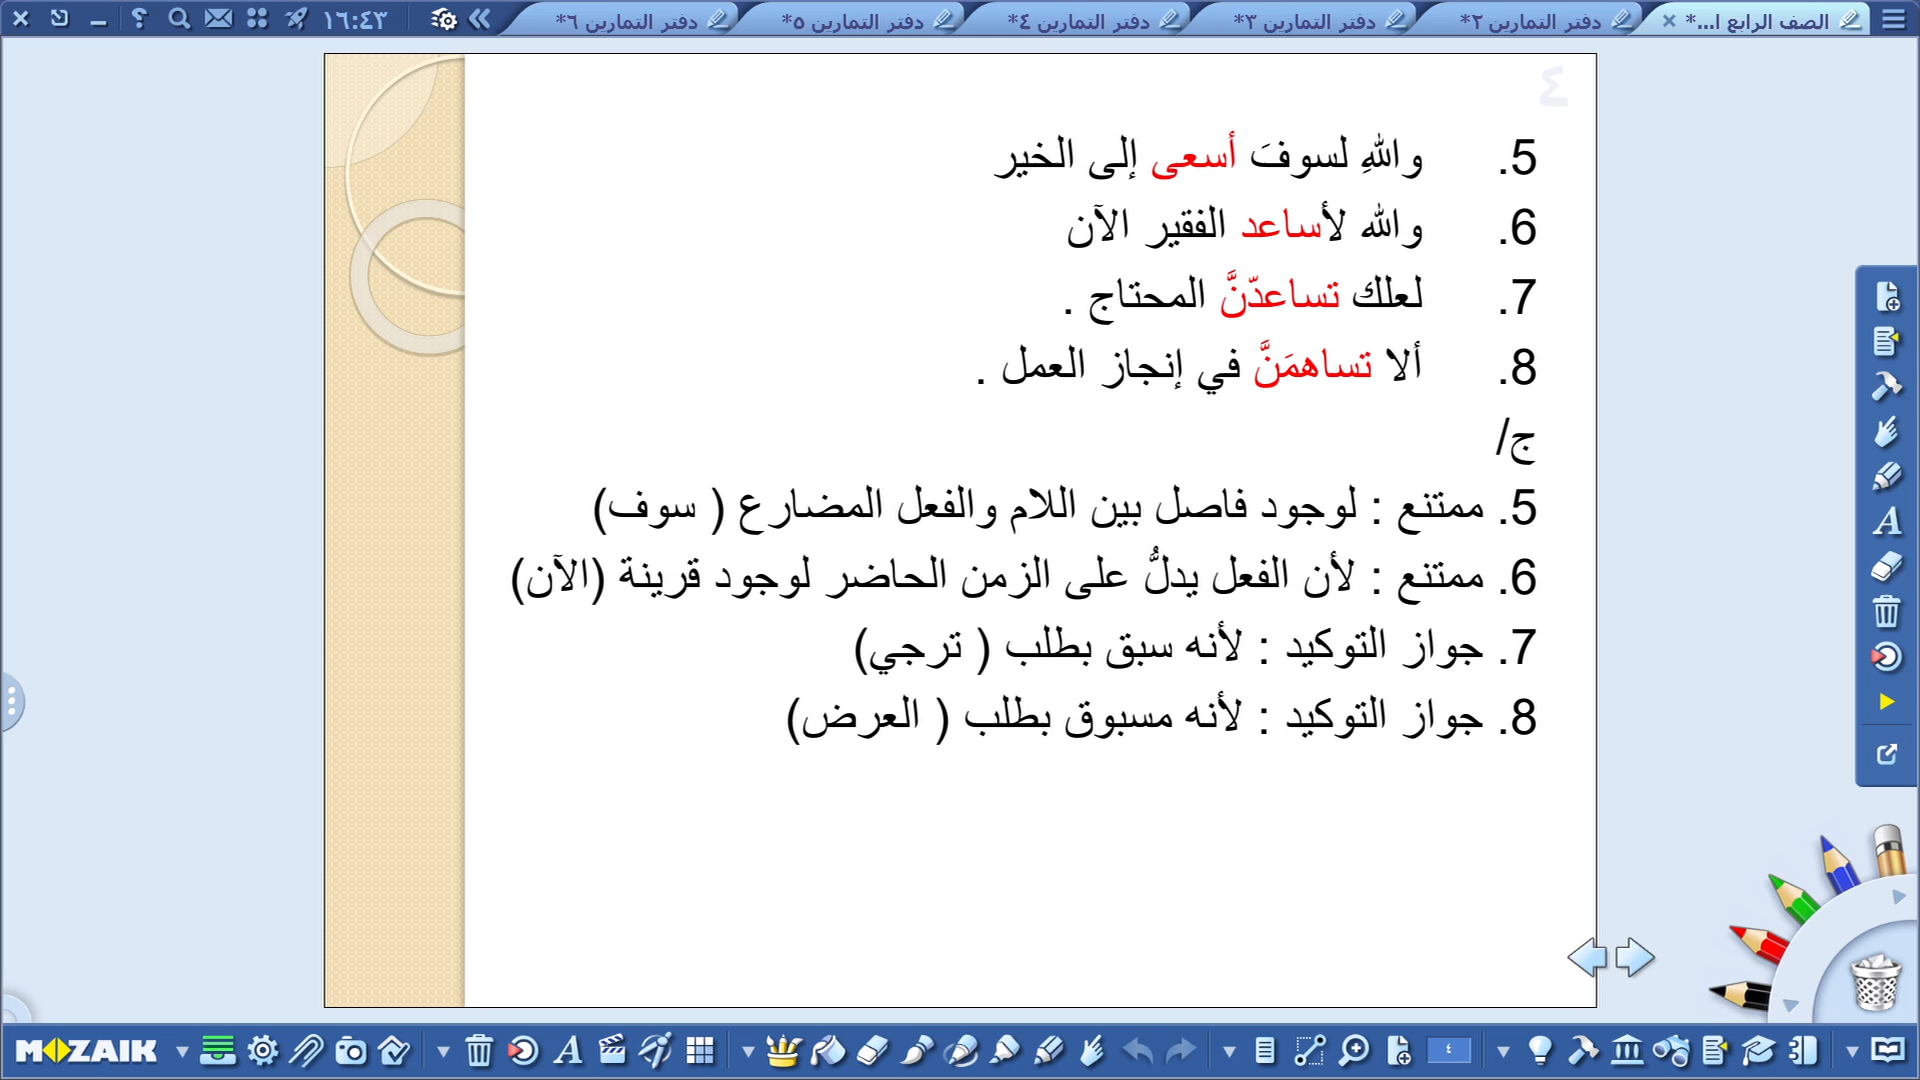 الصف الرابع ا...*
دفتر التمارين ٢*
دفتر التمارين ٣*
دفتر التمارين ٤*
دفتر التمارين ٥*
دفتر التمارين ٦*
١٦:٤٣
٤
5. واللهِ لسوفَ أسعى إلى الخير
6. والله لأساعد الفقير الآن
7. لعلك تساعدّنَّ المحتاج .
8. ألا تساهمَنَّ في إنجاز العمل .
ج/
5. ممتنع : لوجود فاصل بين اللام والفعل المضارع ( سوف)
6. ممتنع : لأن الفعل يدلُّ على الزمن الحاضر لوجود قرينة (الآن)
7. جواز التوكيد : لأنه سبق بطلب ( ترجي)
8. جواز التوكيد : لأنه مسبوق بطلب ( العرض)
A
MOZAIK
A
٤